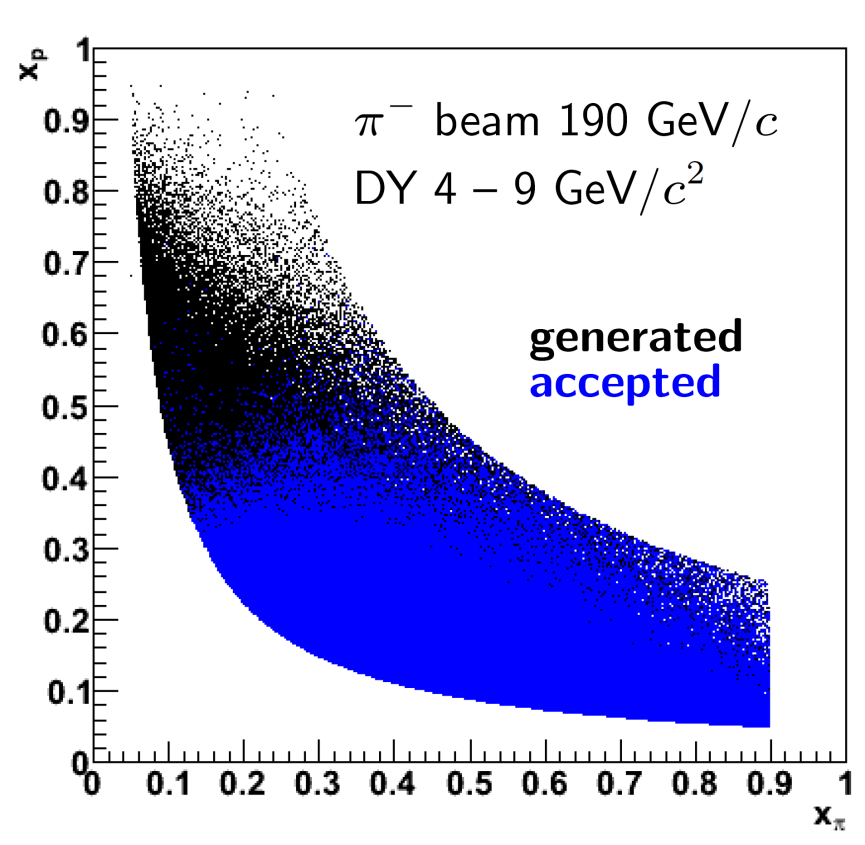 x_p
1
0.9
0.8
0.7
0.6
0.5
0.4
0.3
0.2
0.1
0
π⁻ beam 190 GeV/c
DY 4 – 9 GeV/c²
generated
accepted
0 0.1 0.2 0.3 0.4 0.5 0.6 0.7 0.8 0.9 1
x_π